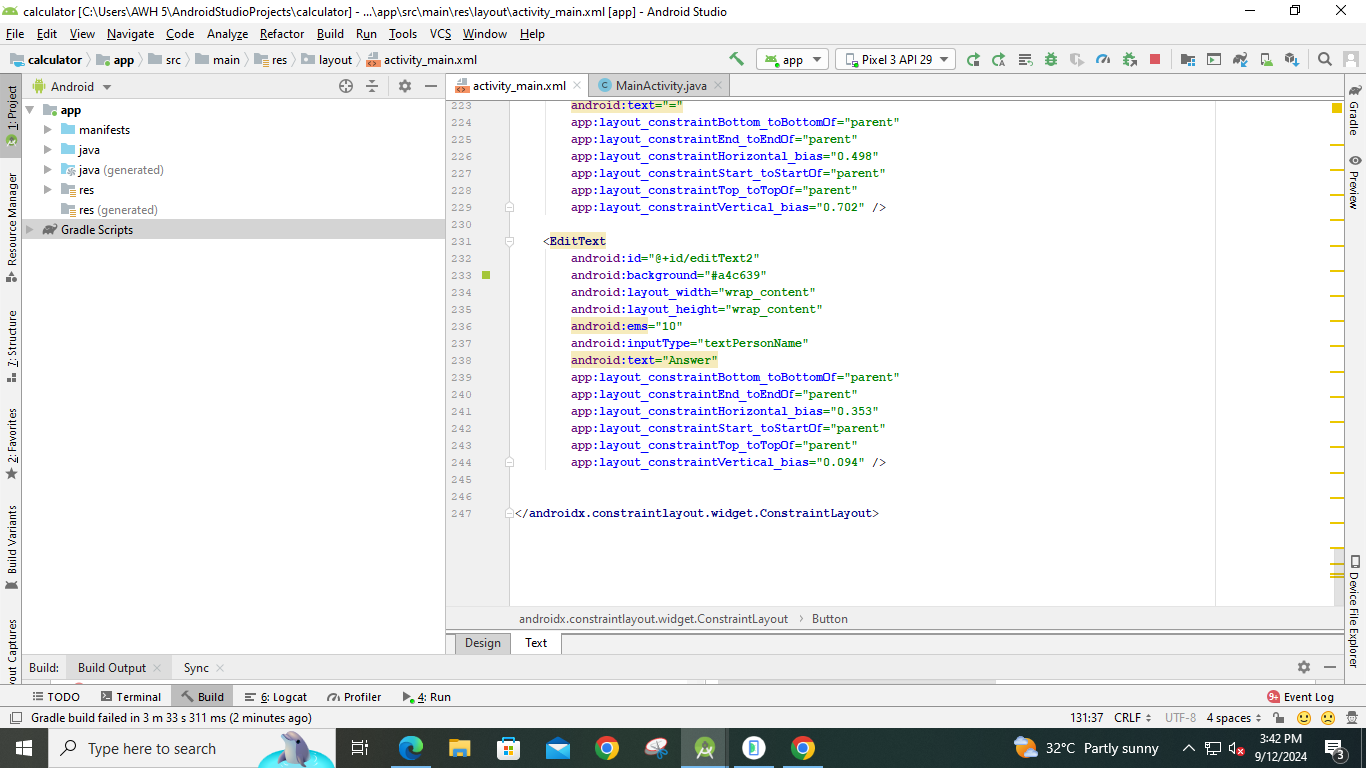 calculator [C:\Users\AWH 5\AndroidStudioProjects\calculator] - ...\app\src\main\res\layout\activity_main.xml [app] - Android Studio
File Edit View Navigate Code Analyze Refactor Build Run Tools VCS Window Help
calculator app src main res layout activity_main.xml app Pixel 3 API 29
Android
activity_main.xml MainActivity.java
1: Project
Resource Manager
7: Structure
2: Favorites
Build Variants
out Captures
app
manifests
java
java (generated)
res
res (generated)
Gradle Scripts
223 android:text="="
224 app:layout_constraintBottom_toBottomOf="parent"
225 app:layout_constraintEnd_toEndOf="parent"
226 app:layout_constraintHorizontal_bias="0.498"
227 app:layout_constraintStart_toStartOf="parent"
228 app:layout_constraintTop_toTopOf="parent"
229 app:layout_constraintVertical_bias="0.702" />
230
231 <EditText
232 android:id="@+id/editText2"
233 android:background="#a4c639"
234 android:layout_width="wrap_content"
235 android:layout_height="wrap_content"
236 android:ems="10"
237 android:inputType="textPersonName"
238 android:text="Answer"
239 app:layout_constraintBottom_toBottomOf="parent"
240 app:layout_constraintEnd_toEndOf="parent"
241 app:layout_constraintHorizontal_bias="0.353"
242 app:layout_constraintStart_toStartOf="parent"
243 app:layout_constraintTop_toTopOf="parent"
244 app:layout_constraintVertical_bias="0.094" />
245
246
247 </androidx.constraintlayout.widget.ConstraintLayout>
androidx.constraintlayout.widget.ConstraintLayout Button
Design Text
Gradle
Preview
Device File Explorer
Build: Build Output Sync
TODO Terminal Build 6: Logcat Profiler 4: Run 9+ Event Log
Gradle build failed in 3 m 33 s 311 ms (2 minutes ago) 131:37 CRLF UTF-8 4 spaces
Type here to search 32°C Partly sunny 3:42 PM
9/12/2024 3